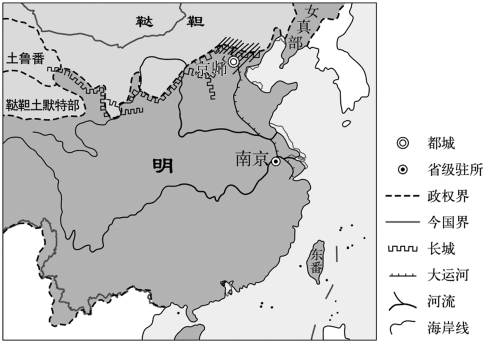 鞑靼
女真部
土鲁番
京师
鞑靼土默特部
明
南京
东番
都城
省级驻所
政权界
今国界
长城
大运河
河流
海岸线